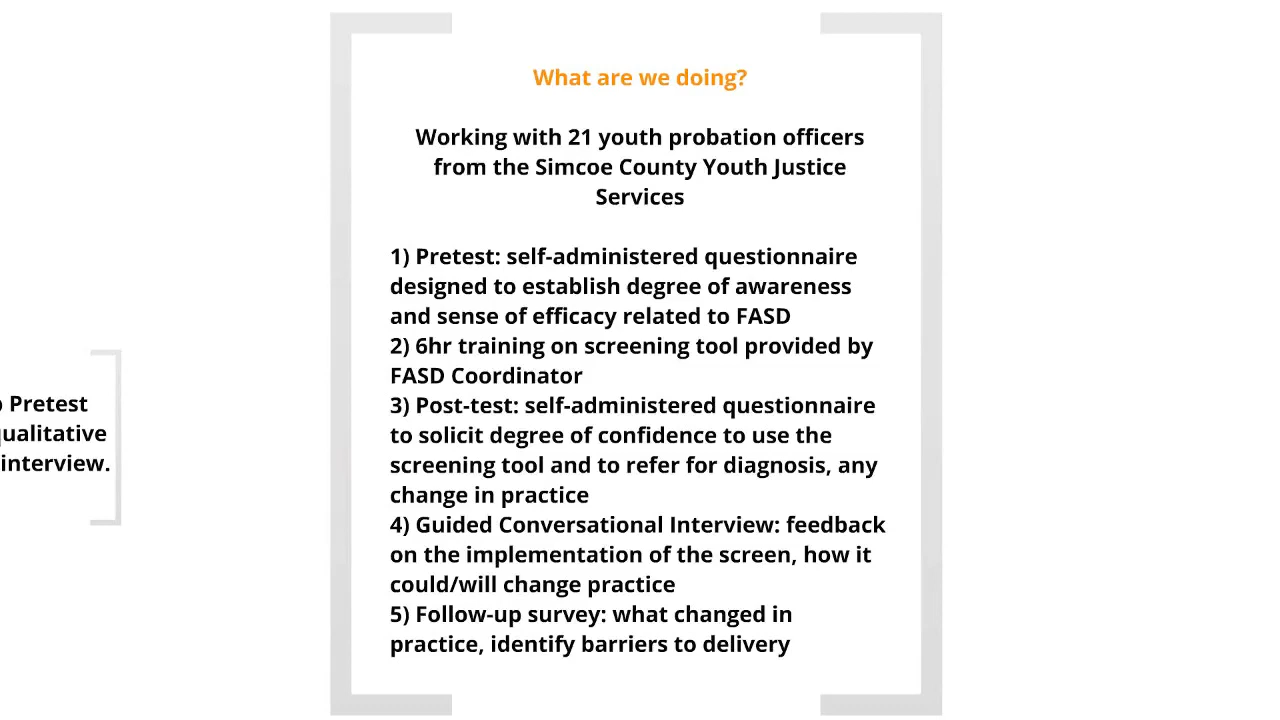 What are we doing?
Working with 21 youth probation officers
from the Simcoe County Youth Justice
Services
1) Pretest: self-administered questionnaire
designed to establish degree of awareness
and sense of efficacy related to FASD
2) 6hr training on screening tool provided by
FASD Coordinator
3) Post-test: self-administered questionnaire
to solicit degree of confidence to use the
screening tool and to refer for diagnosis, any
change in practice
4) Guided Conversational Interview: feedback
on the implementation of the screen, how it
could/will change practice
5) Follow-up survey: what changed in
practice, identify barriers to delivery
Pretest
interview.